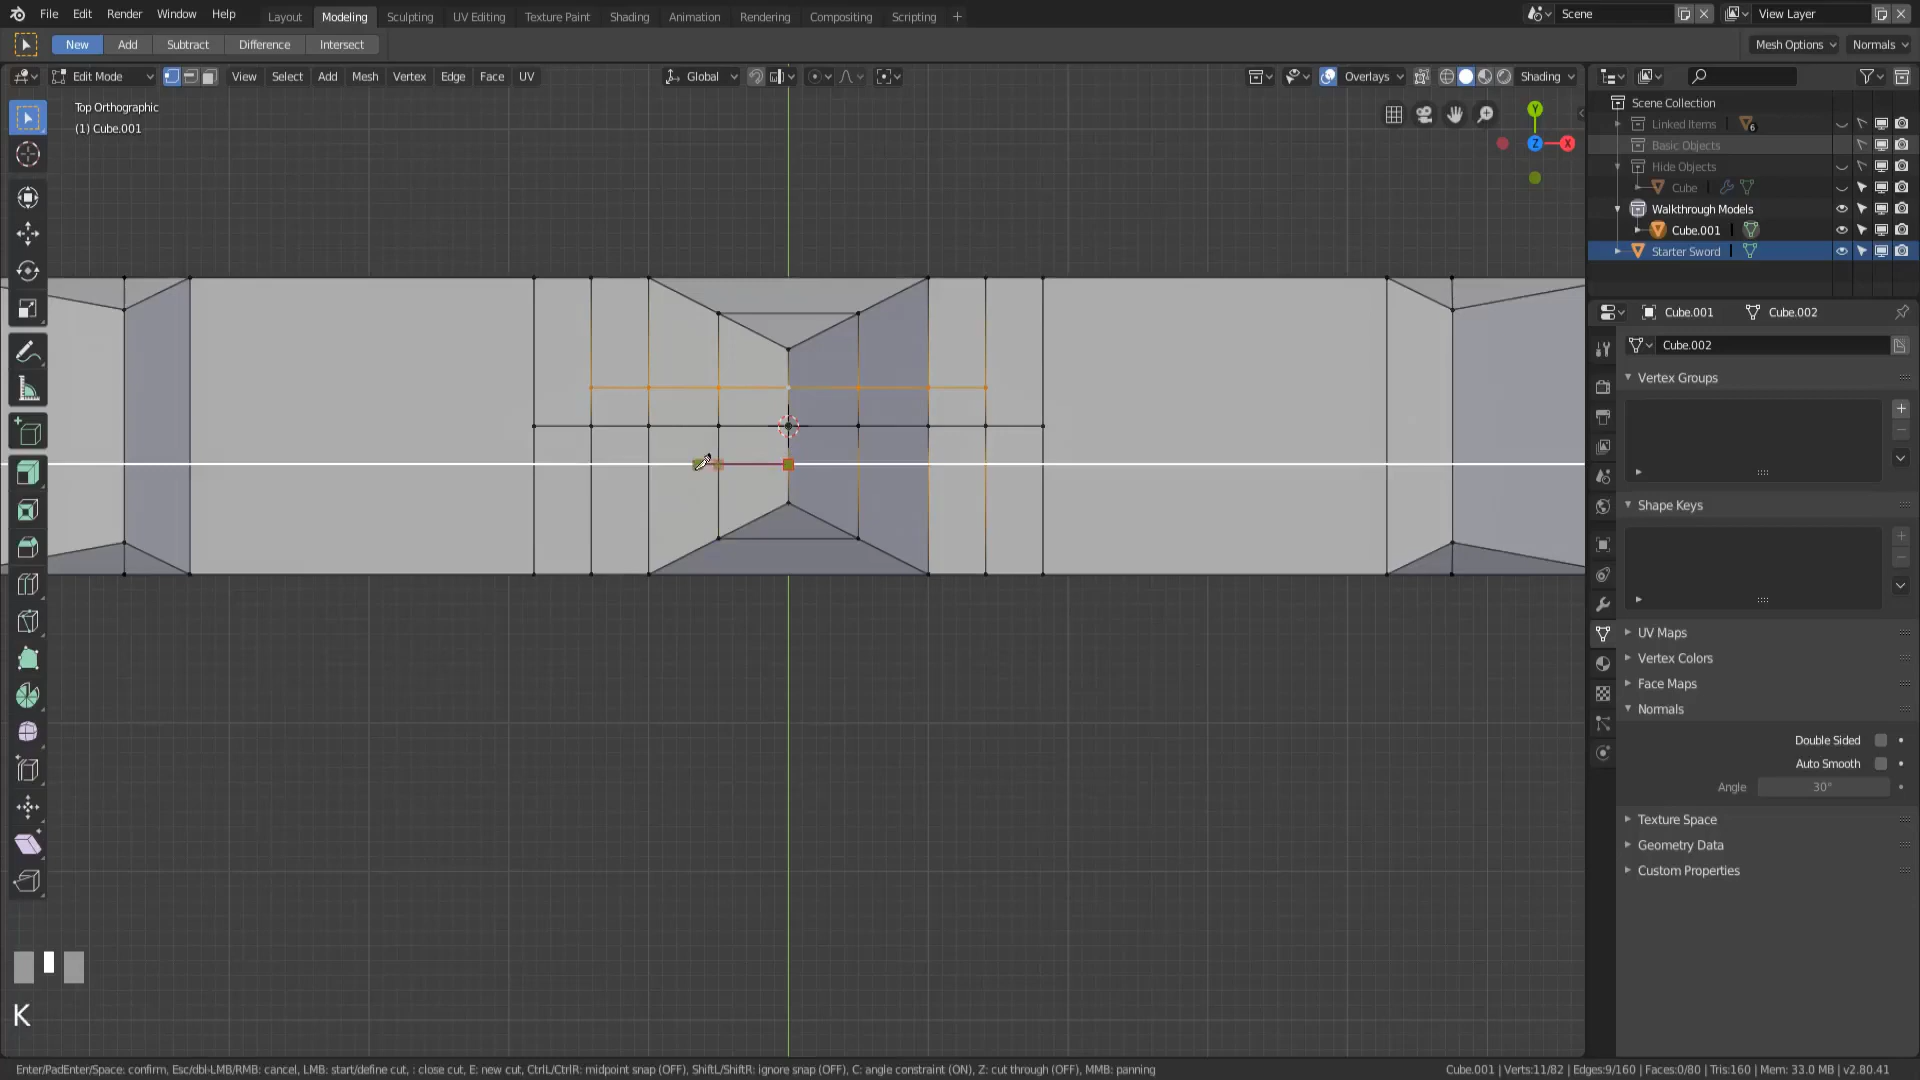 File Edit Render Window Help Layout Modeling Sculpting UV Editing Texture Paint Shading Animation Rendering Compositing Scripting + Scene View Layer
New Add Subtract Difference Intersect Mesh Options Normals
Edit Mode View Select Add Mesh Vertex Edge Face UV Global Overlays Shading
Top Orthographic
(1) Cube.001
Y
Z X
Scene Collection
Linked Items 6
Basic Objects
Hide Objects
Cube
Walkthrough Models
Cube.001
Starter Sword
Cube.001 Cube.002
Cube.002
Vertex Groups
Shape Keys
UV Maps
Vertex Colors
Face Maps
Normals
Double Sided
Auto Smooth
Angle 30°
Texture Space
Geometry Data
Custom Properties
K
Enter/PadEnter/Space: confirm, Esc/dbl-LMB/RMB: cancel, LMB: start/define cut, : close cut, E: new cut, CtrlL/CtrlR: midpoint snap (OFF), ShiftL/ShiftR: ignore snap (OFF), C: angle constraint (ON), Z: cut through (OFF), MMB: panning Cube.001 | Verts:11/82 | Edges:9/160 | Faces:0/80 | Tris:160 | Mem: 33.0 MB | v2.80.41